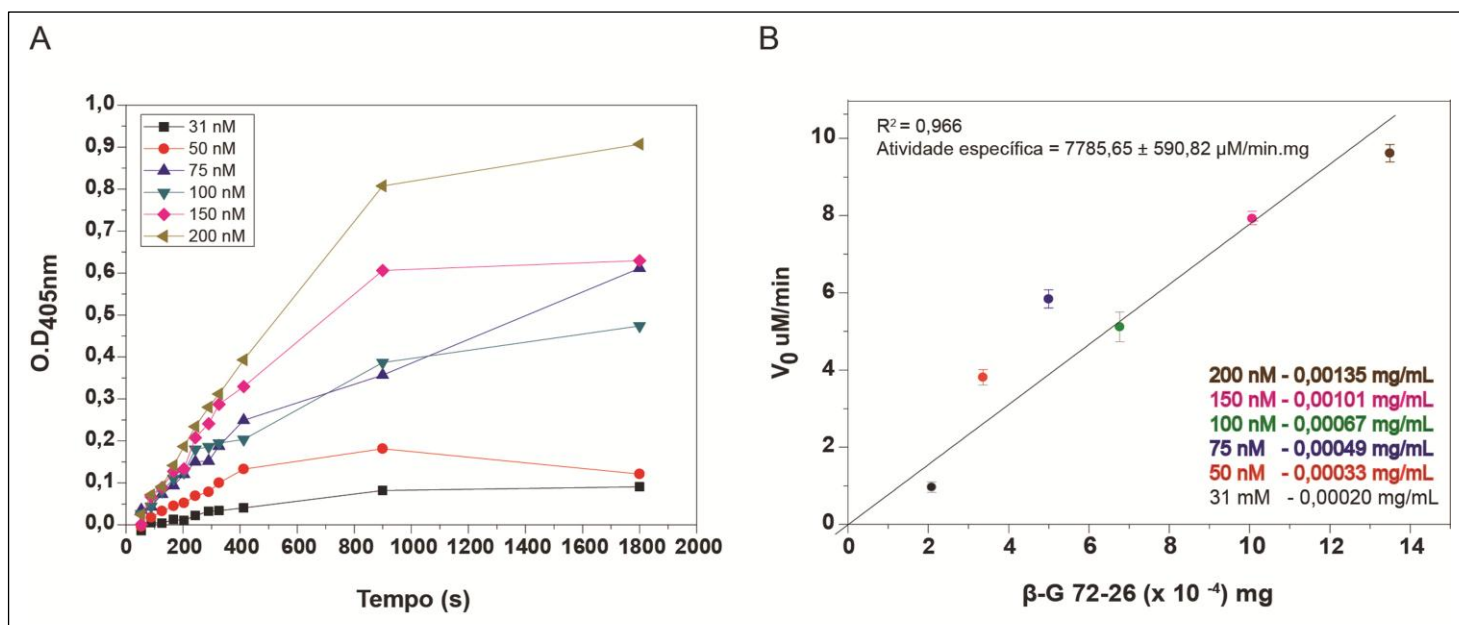 A
1,0
0,9
0,8
0,7
0,6
0,5
0,4
0,3
0,2
0,1
0,0
O.D405nm
31 nM
50 nM
75 nM
100 nM
150 nM
200 nM
0 200 400 600 800 1000 1200 1400 1600 1800 2000
Tempo (s)
B
10
8
6
4
2
0
V0 uM/min
R2 = 0,966
Atividade específica = 7785,65 ± 590,82 µM/min.mg
200 nM - 0,00135 mg/mL
150 nM - 0,00101 mg/mL
100 nM - 0,00067 mg/mL
75 nM - 0,00049 mg/mL
50 nM - 0,00033 mg/mL
31 mM - 0,00020 mg/mL
0 2 4 6 8 10 12 14
β-G 72-26 (x 10 -4) mg